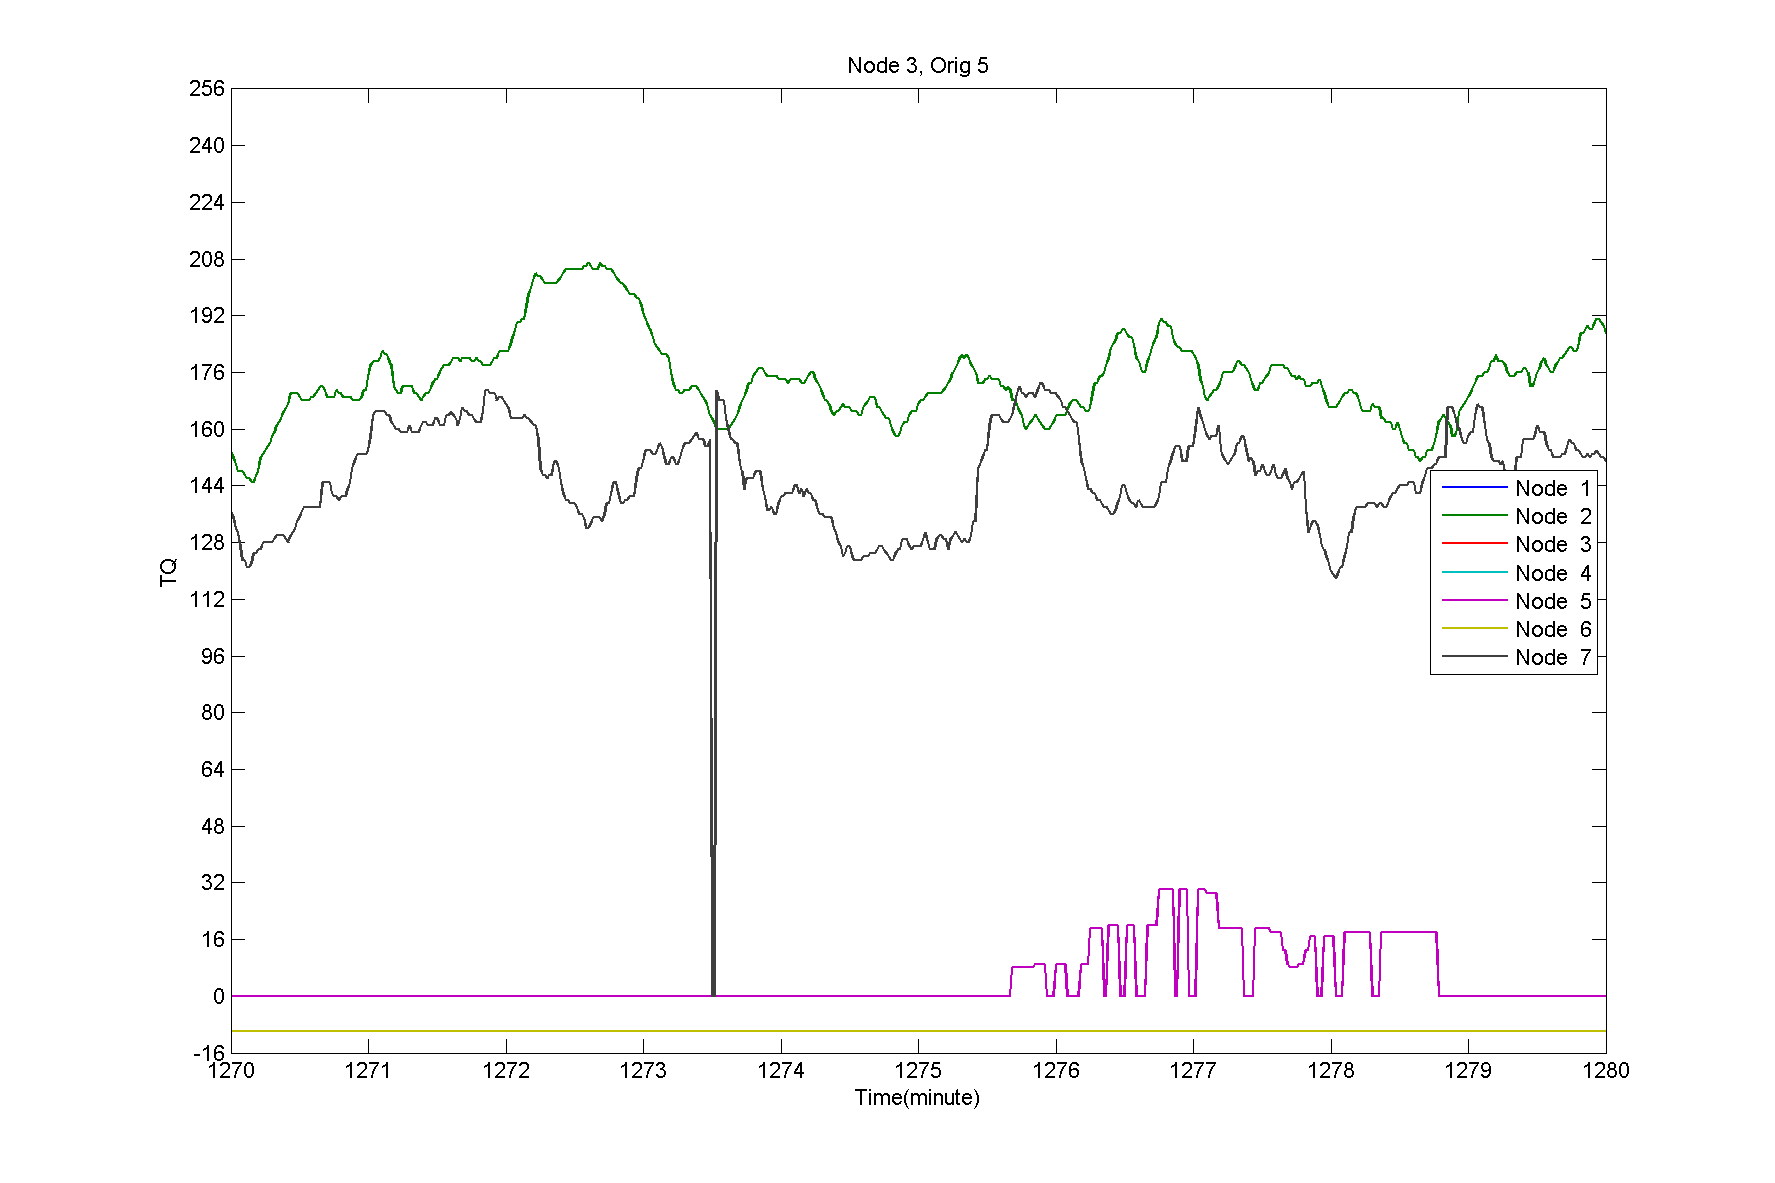 Node 3, Orig 5
256
240
224
208
192
176
160
144
128
112
96
80
64
48
32
16
0
-16
TQ
1270 1271 1272 1273 1274 1275 1276 1277 1278 1279 1280
Time(minute)
Node 1
Node 2
Node 3
Node 4
Node 5
Node 6
Node 7